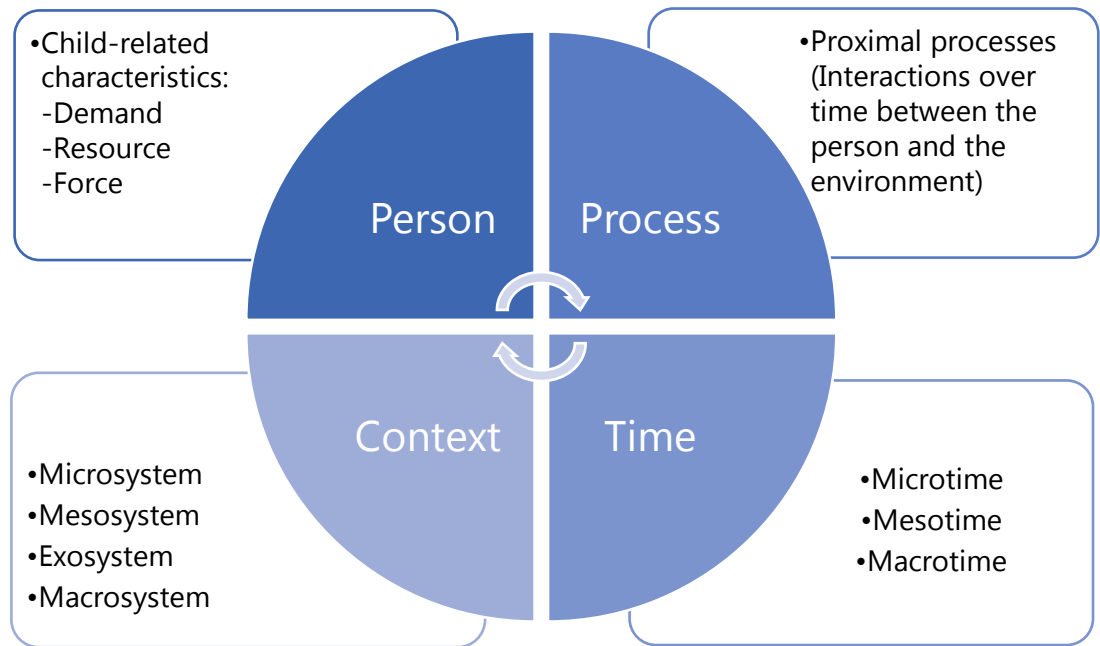 •Child-related
characteristics:
-Demand
-Resource
-Force
•Proximal processes
(Interactions over
time between the
person and the
environment)
Person
Process
Context
Time
•Microsystem
•Mesosystem
•Exosystem
•Macrosystem
•Microtime
•Mesotime
•Macrotime